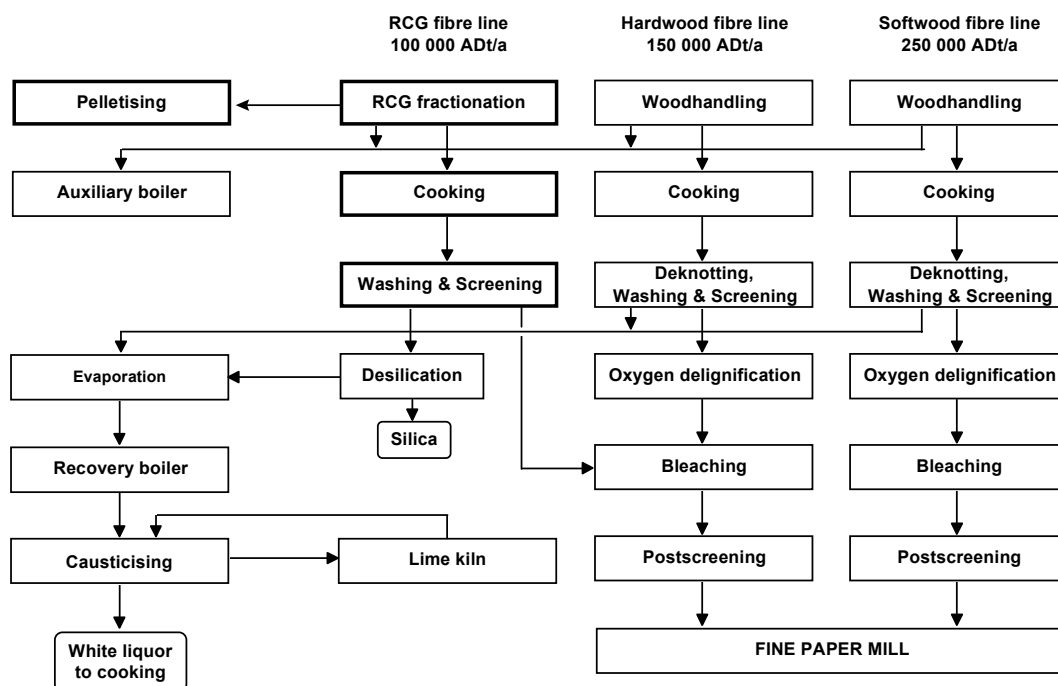 RCG fibre line
100 000 ADt/a
Hardwood fibre line
150 000 ADt/a
Softwood fibre line
250 000 ADt/a
Pelletising
RCG fractionation
Woodhandling
Woodhandling
Auxiliary boiler
Cooking
Cooking
Cooking
Washing & Screening
Deknotting,
Washing & Screening
Deknotting,
Washing & Screening
Evaporation
Desilication
Oxygen delignification
Oxygen delignification
Silica
Recovery boiler
Bleaching
Bleaching
Causticising
Lime kiln
Postscreening
Postscreening
White liquor
to cooking
FINE PAPER MILL